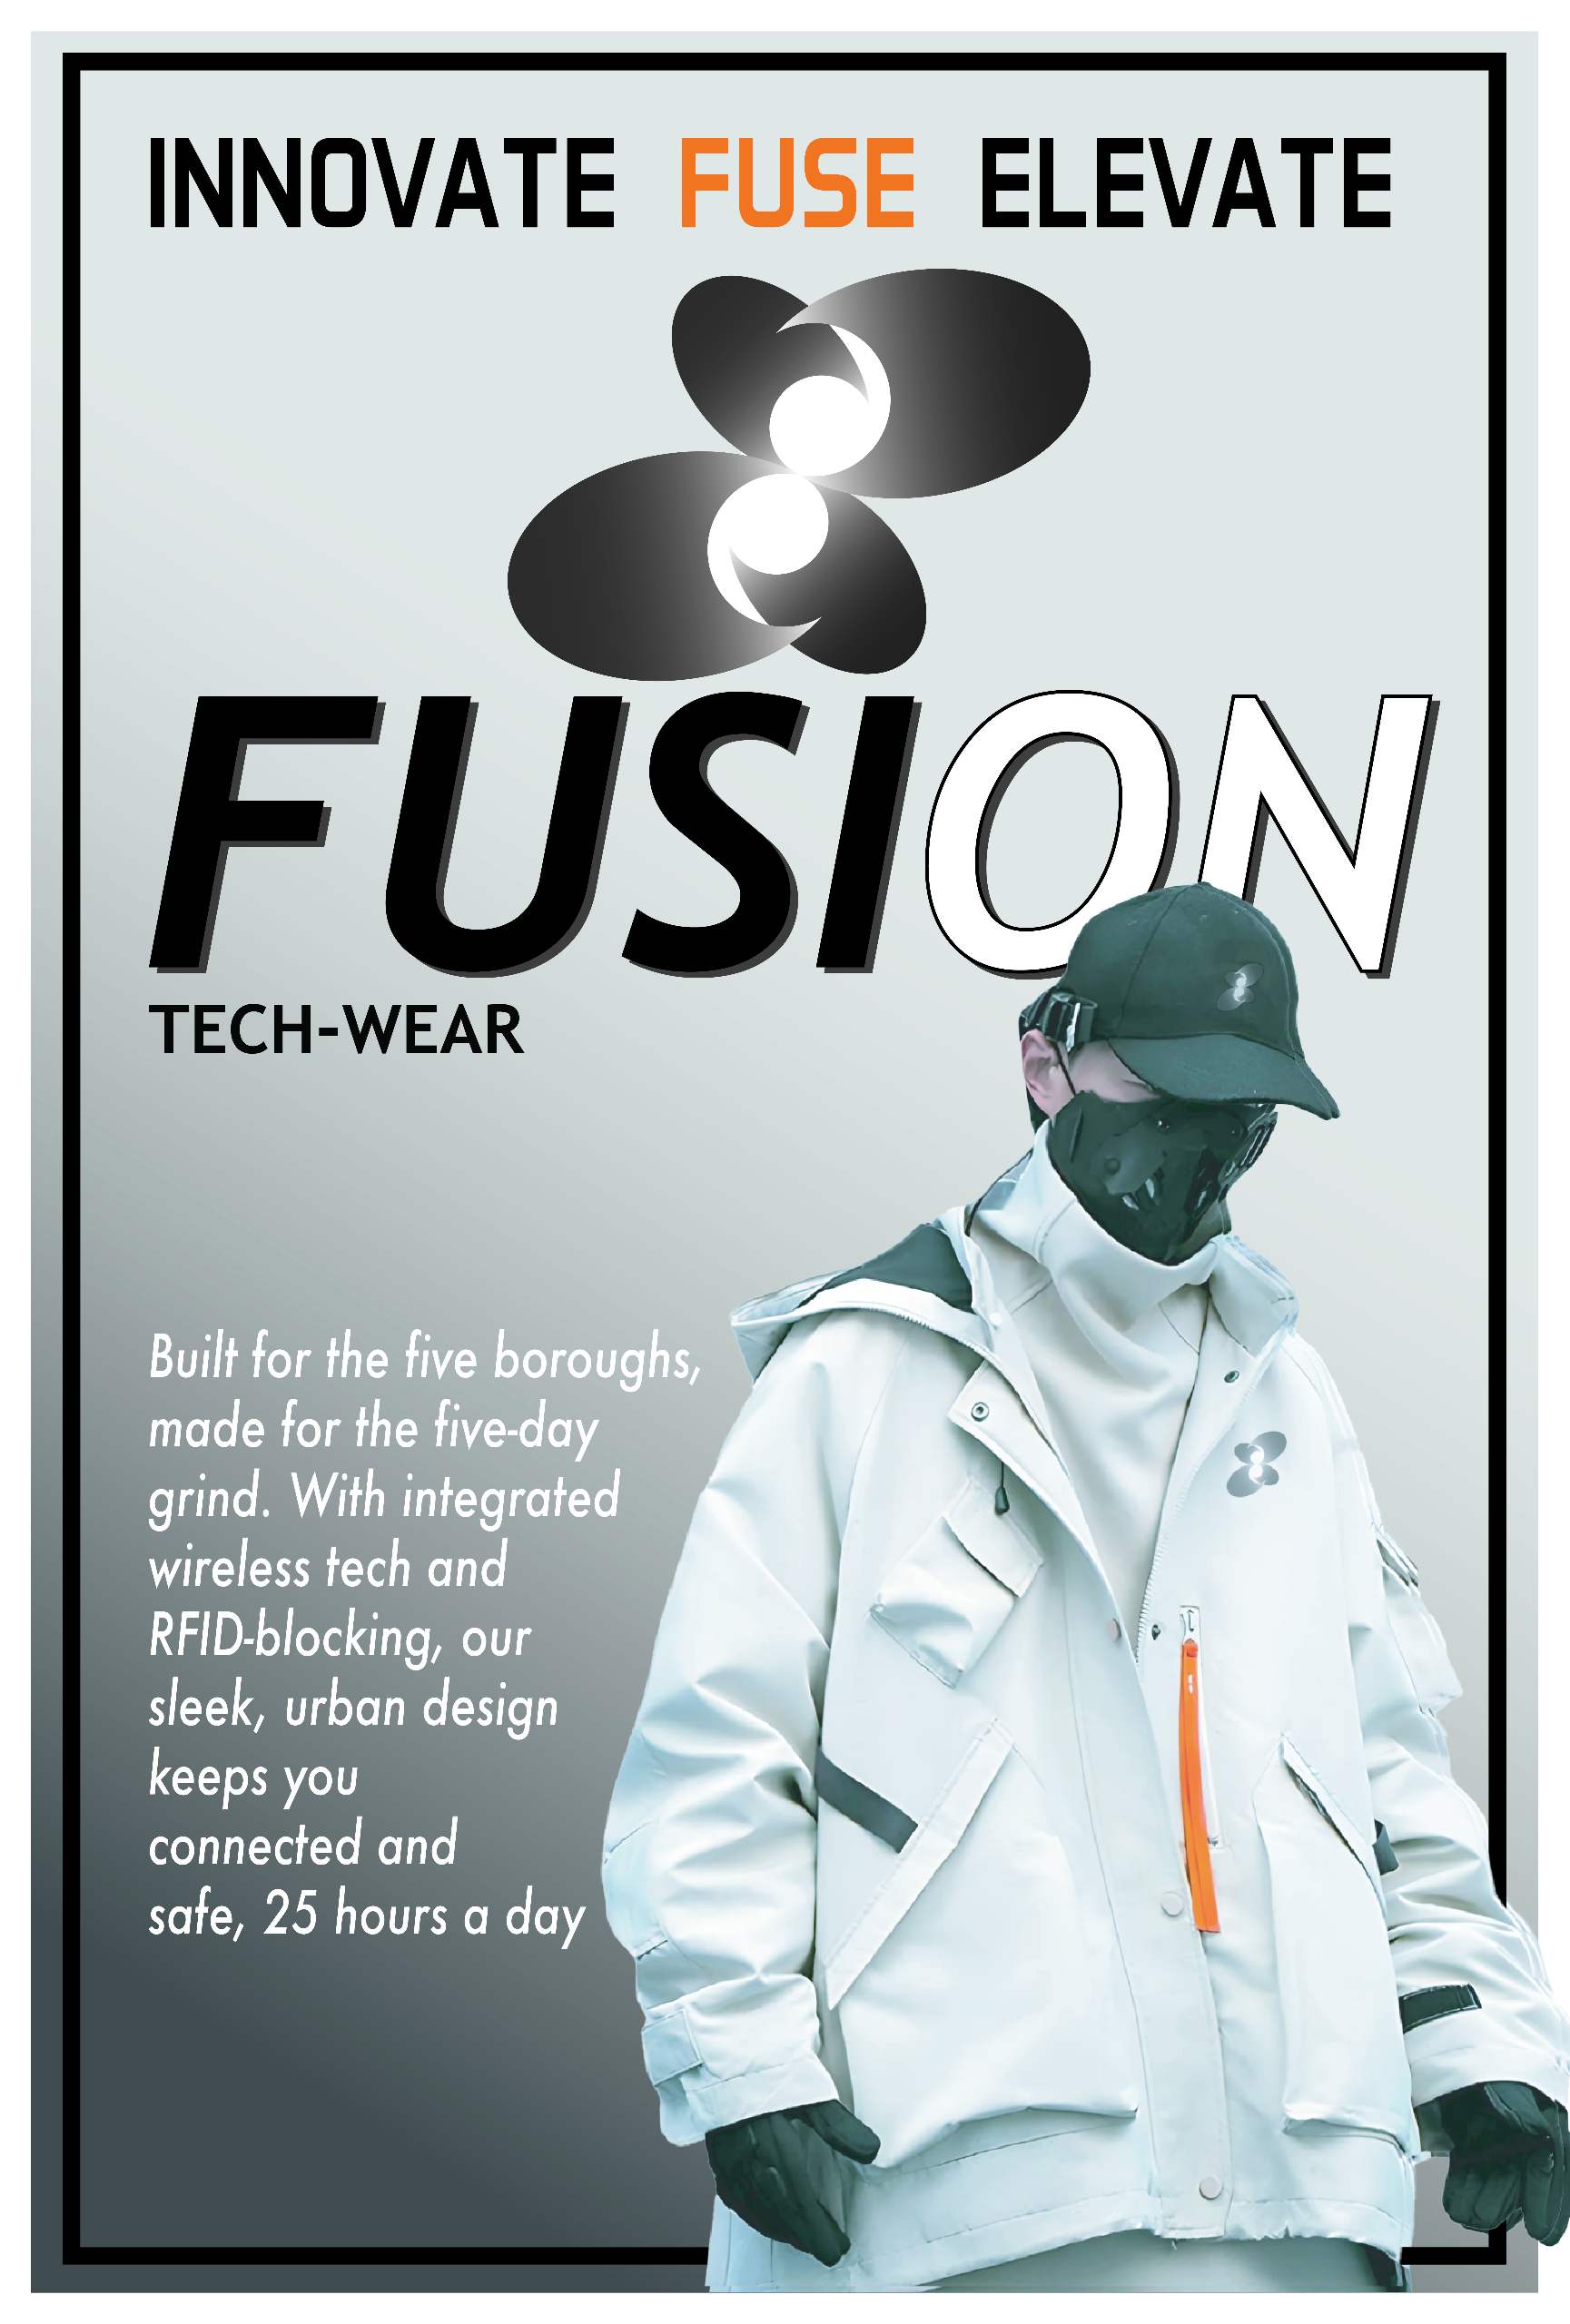 INNOVATE FUSE ELEVATE
FUSION
TECH-WEAR
Built for the five boroughs,
made for the five-day
grind. With integrated
wireless tech and
RFID-blocking, our
sleek, urban design
keeps you
connected and
safe, 25 hours a day